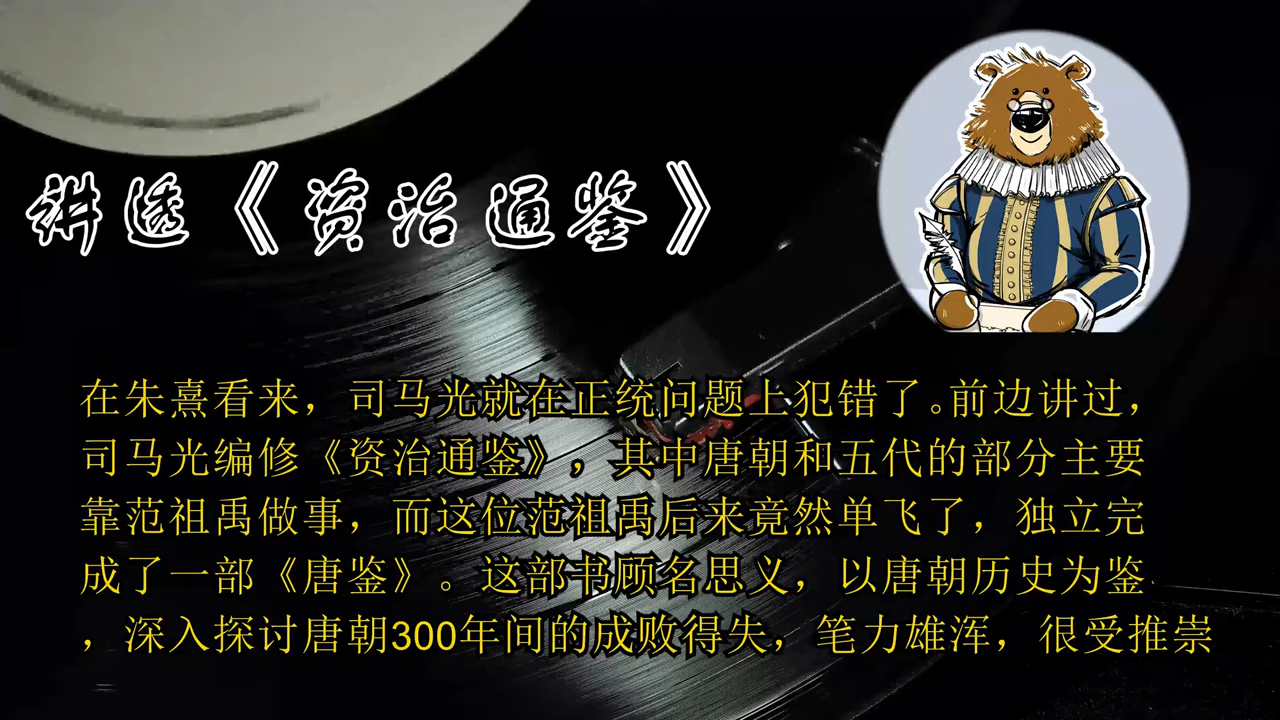 讲透《资治通鉴》
在朱熹看来，司马光就在正统问题上犯错了。前边讲过，
司马光编修《资治通鉴》，其中唐朝和五代的部分主要
靠范祖禹做事，而这位范祖禹后来竟然单飞了，独立完
成了一部《唐鉴》。这部书顾名思义，以唐朝历史为鉴
，深入探讨唐朝300年间的成败得失，笔力雄浑，很受推崇